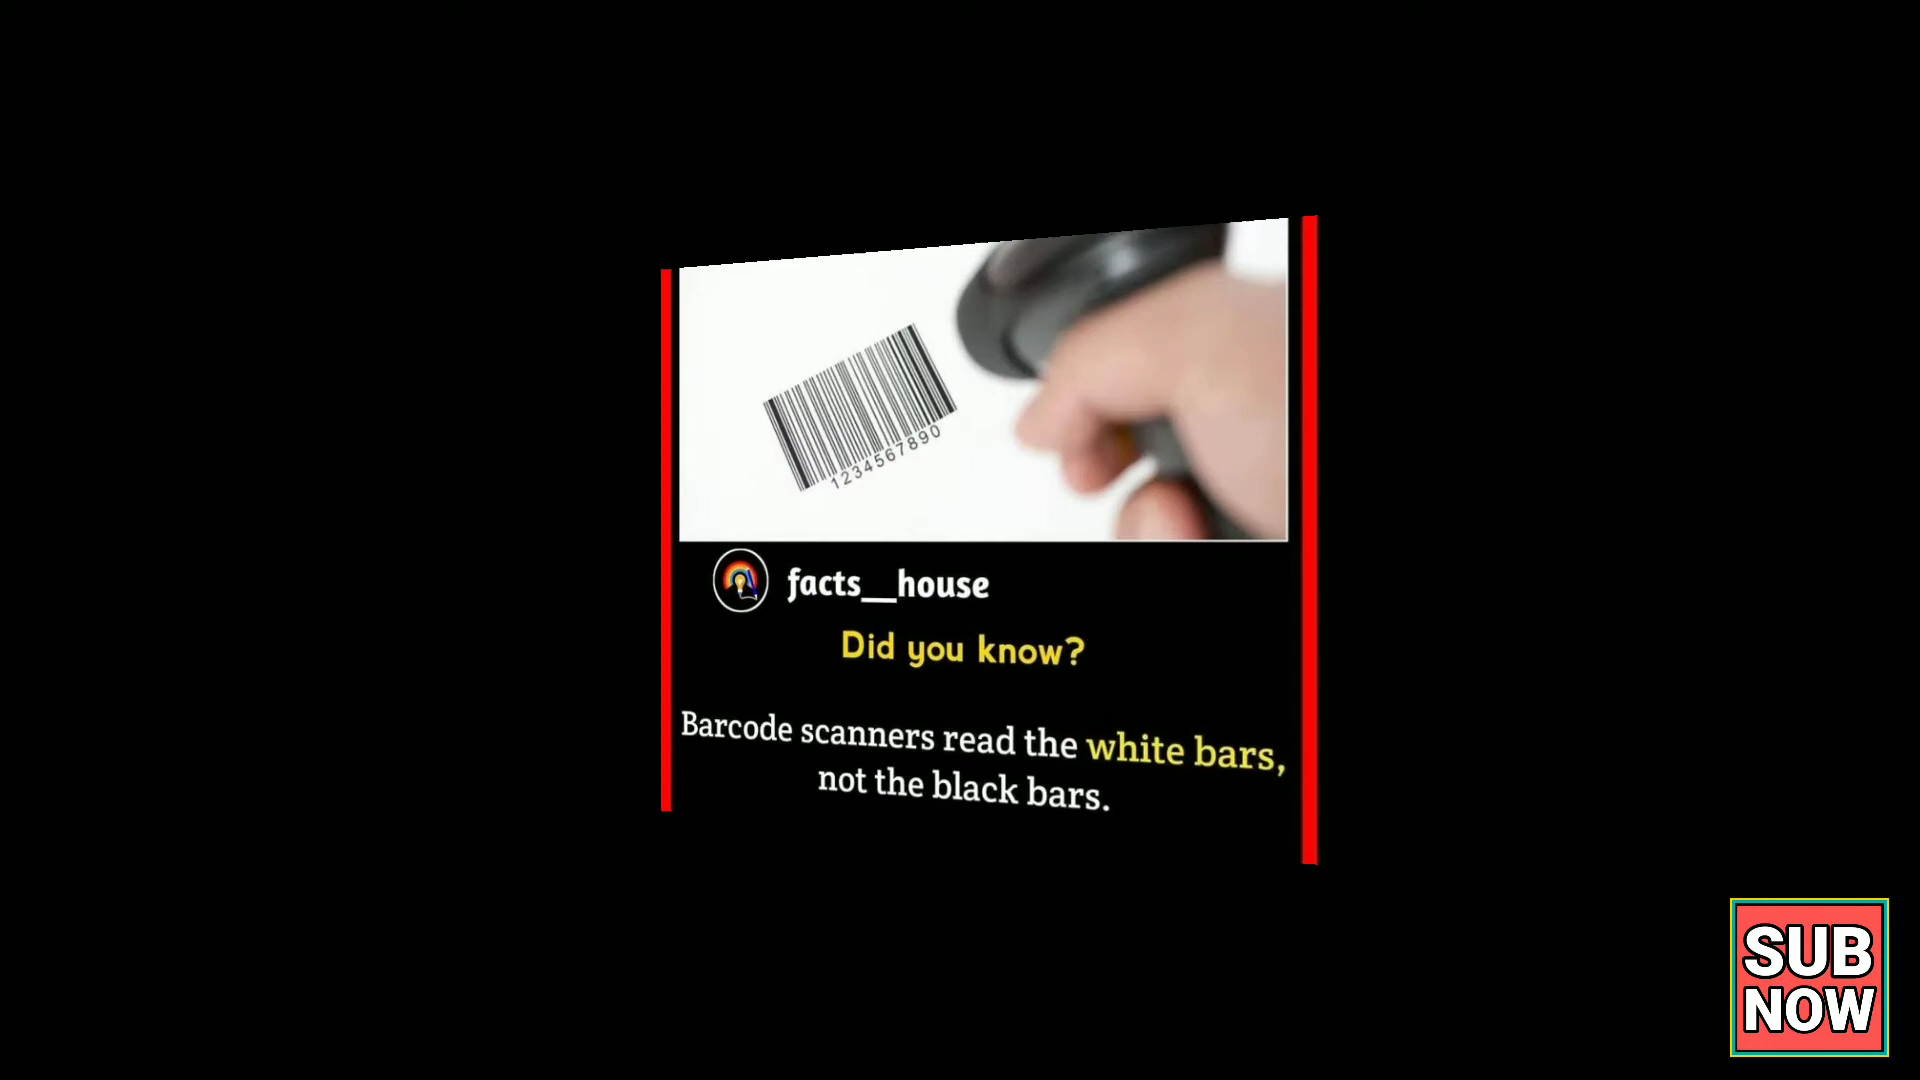 1234567890
facts__house
Did you know?
Barcode scanners read the white bars,
not the black bars.
SUB
NOW